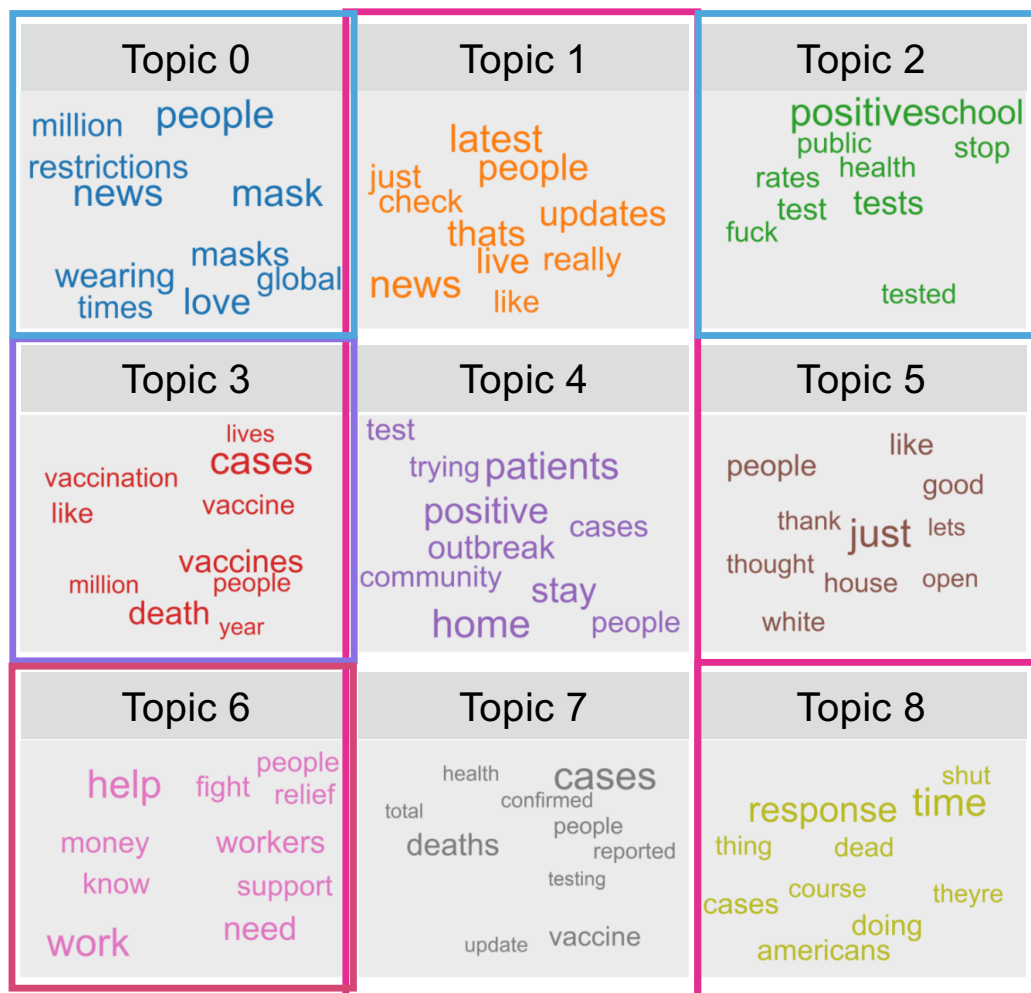 Topic 0
million people
restrictions
news mask
masks
wearing global
times love
Topic 1
latest
just people
check
updates
thats
live really
news
like
Topic 2
positive school
public stop
health
rates
test tests
fuck
tested
Topic 3
lives
cases
vaccination
like vaccine
vaccines
million people
death
year
Topic 4
test
trying patients
positive
cases
outbreak
community
stay
home people
Topic 5
like
people
good
thank just lets
thought
house open
white
Topic 6
people
help fight relief
money workers
know support
need
work
Topic 7
health cases
confirmed
total
people
deaths reported
testing
update vaccine
Topic 8
shut
response time
thing dead
course
cases theyre
doing
americans